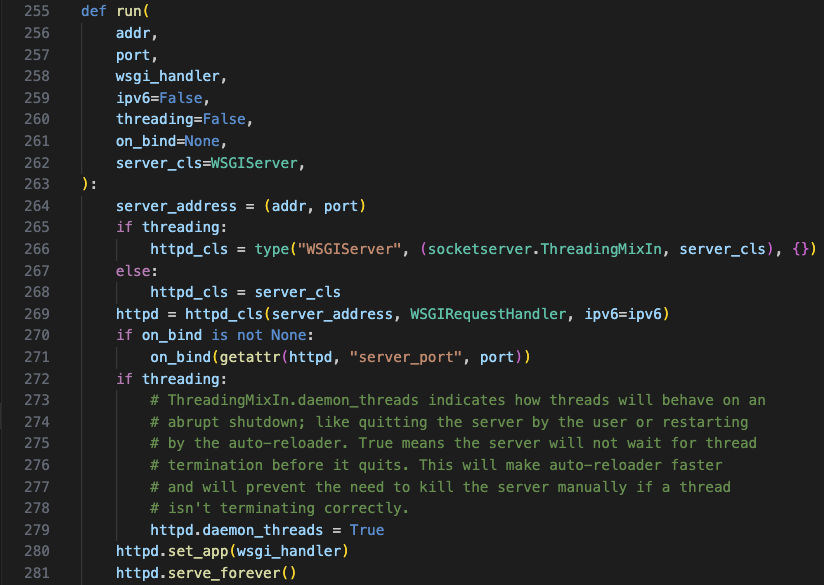 255 def run(
256     addr,
257     port,
258     wsgi_handler,
259     ipv6=False,
260     threading=False,
261     on_bind=None,
262     server_cls=WSGIServer,
263 ):
264     server_address = (addr, port)
265     if threading:
266         httpd_cls = type("WSGIServer", (socketserver.ThreadingMixIn, server_cls), {})
267     else:
268         httpd_cls = server_cls
269     httpd = httpd_cls(server_address, WSGIRequestHandler, ipv6=ipv6)
270     if on_bind is not None:
271         on_bind(getattr(httpd, "server_port", port))
272     if threading:
273         # ThreadingMixIn.daemon_threads indicates how threads will behave on an
274         # abrupt shutdown; like quitting the server by the user or restarting
275         # by the auto-reloader. True means the server will not wait for thread
276         # termination before it quits. This will make auto-reloader faster
277         # and will prevent the need to kill the server manually if a thread
278         # isn't terminating correctly.
279         httpd.daemon_threads = True
280     httpd.set_app(wsgi_handler)
281     httpd.serve_forever()